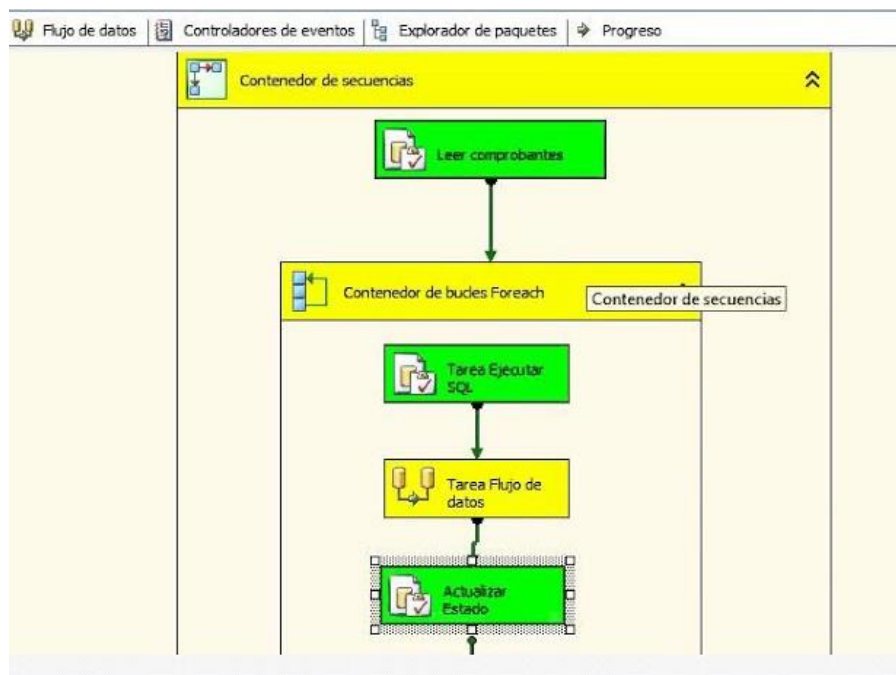 Flujo de datos
Controladores de eventos
Explorador de paquetes
Progreso
Contenedor de secuencias
Leer comprobantes
Contenedor de bucles Foreach
Contenedor de secuencias
Tarea Ejecutar
SQL
Tarea Flujo de
datos
Actualizar
Estado